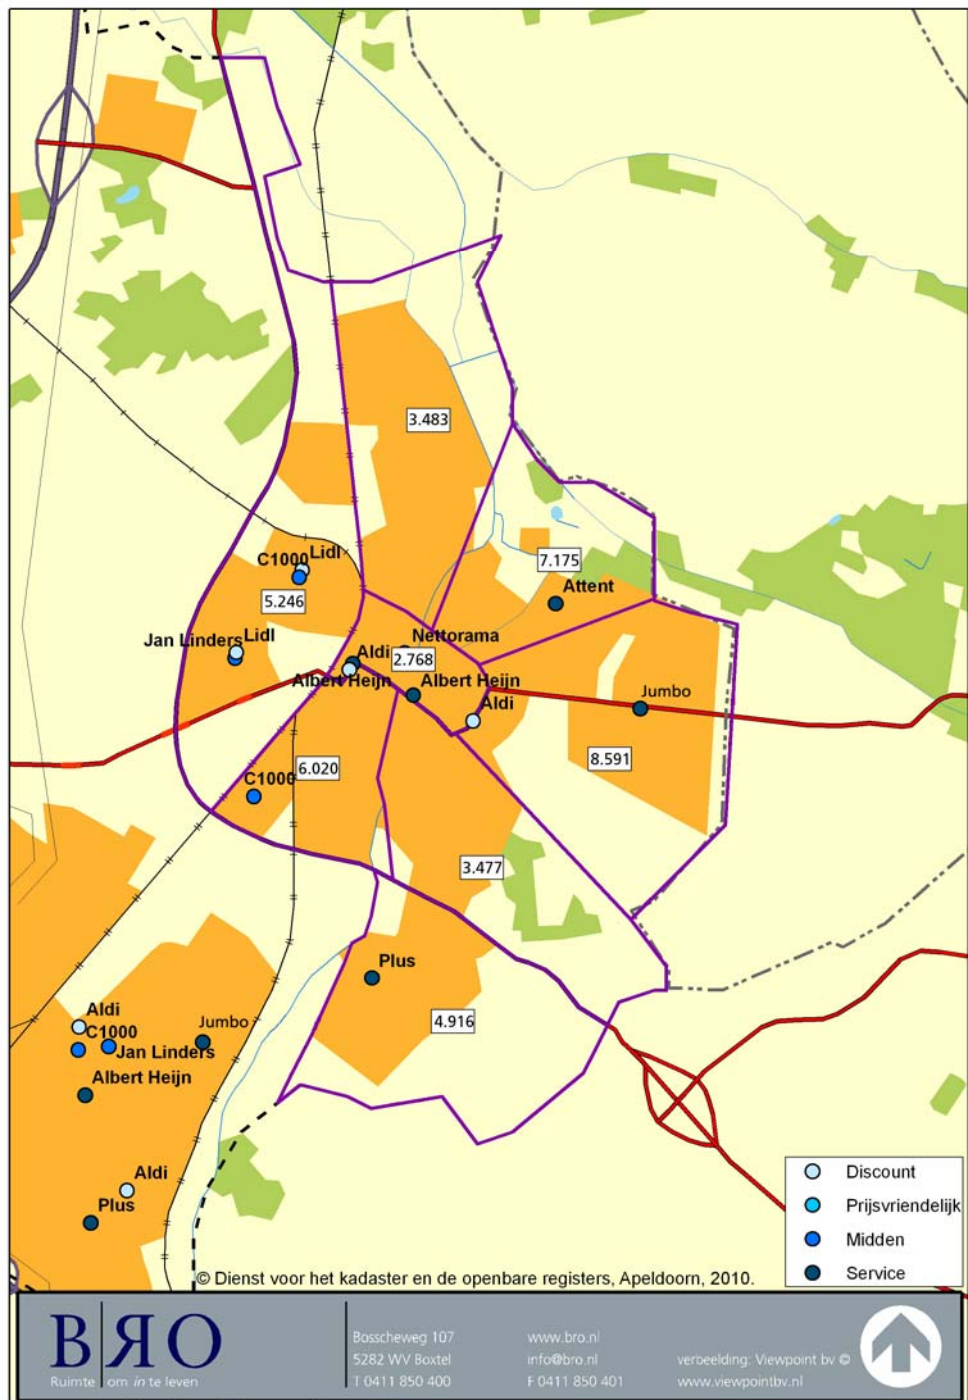 3.483
7.175
Attent
C1000 Lidl
5.246
Jan Linders Lidl
Nettorama
Aldi
2.768
Albert Heijn
Albert Heijn
Aldi
Jumbo
8.591
C1000
6.020
3.477
Plus
4.916
Aldi
C1000
Jan Linders
Jumbo
Albert Heijn
Aldi
Plus
Discount
Prijsvriendelijk
Midden
Service
© Dienst voor het kadaster en de openbare registers, Apeldoorn, 2010.
BRO
Ruimte om in te leven
Bosscheweg 107
5282 WV Boxtel
T 0411 850 400
www.bro.nl
info@bro.nl
F 0411 850 401
verbeelding: Viewpoint bv ©
www.viewpointbv.nl